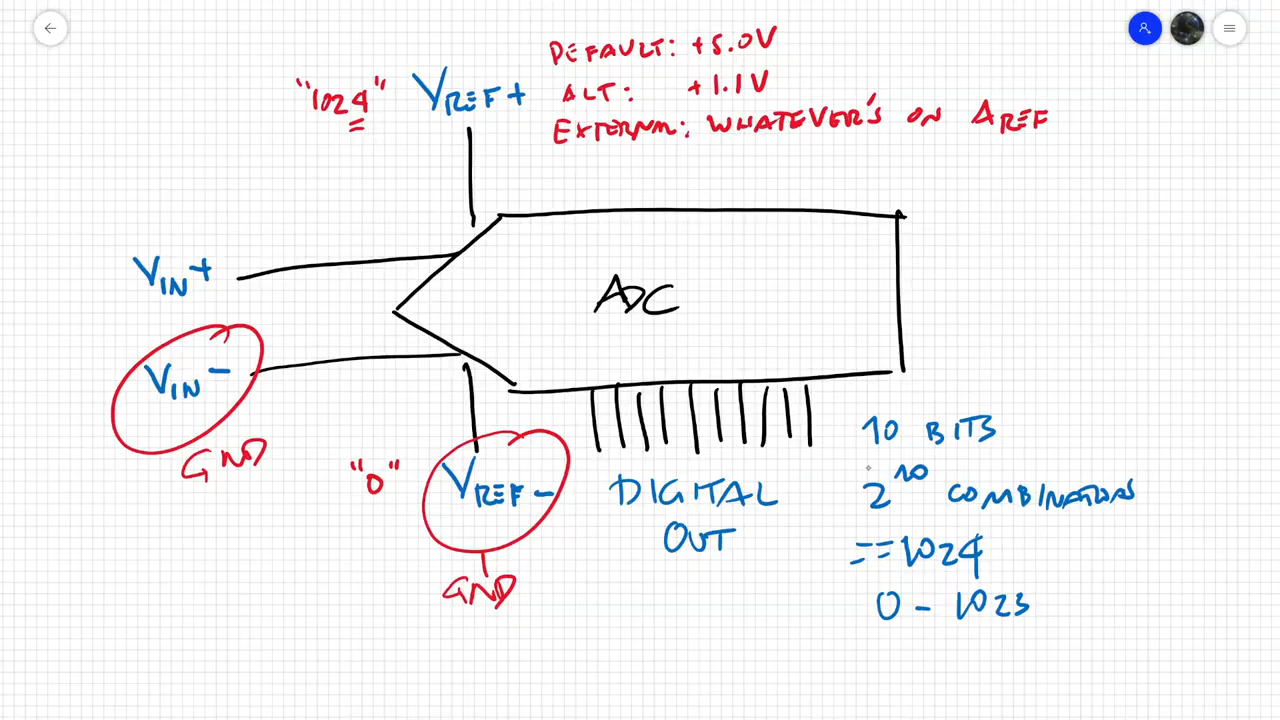 DEFAULT: +5.0V
"1024" VREF+ ALT: +1.1V
EXTERNAL: WHATEVER'S ON AREF
VIN+
ADC
VIN-
GND
"0" VREF-
GND
DIGITAL
OUT
10 BITS
2^10 COMBINATIONS
==1024
0-1023